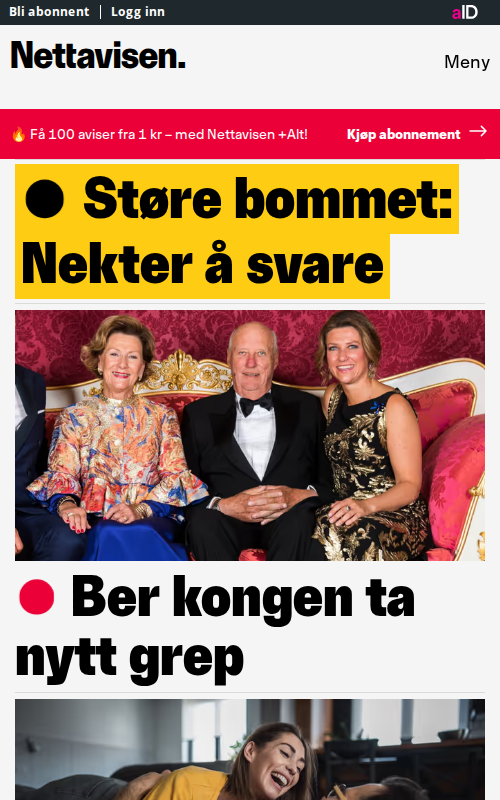 Bli abonnent | Logg inn
aID
Nettavisen.
Meny
🔥 Få 100 aviser fra 1 kr – med Nettavisen +Alt!
Kjøp abonnement →
● Støre bommet:
Nekter å svare
● Ber kongen ta
nytt grep